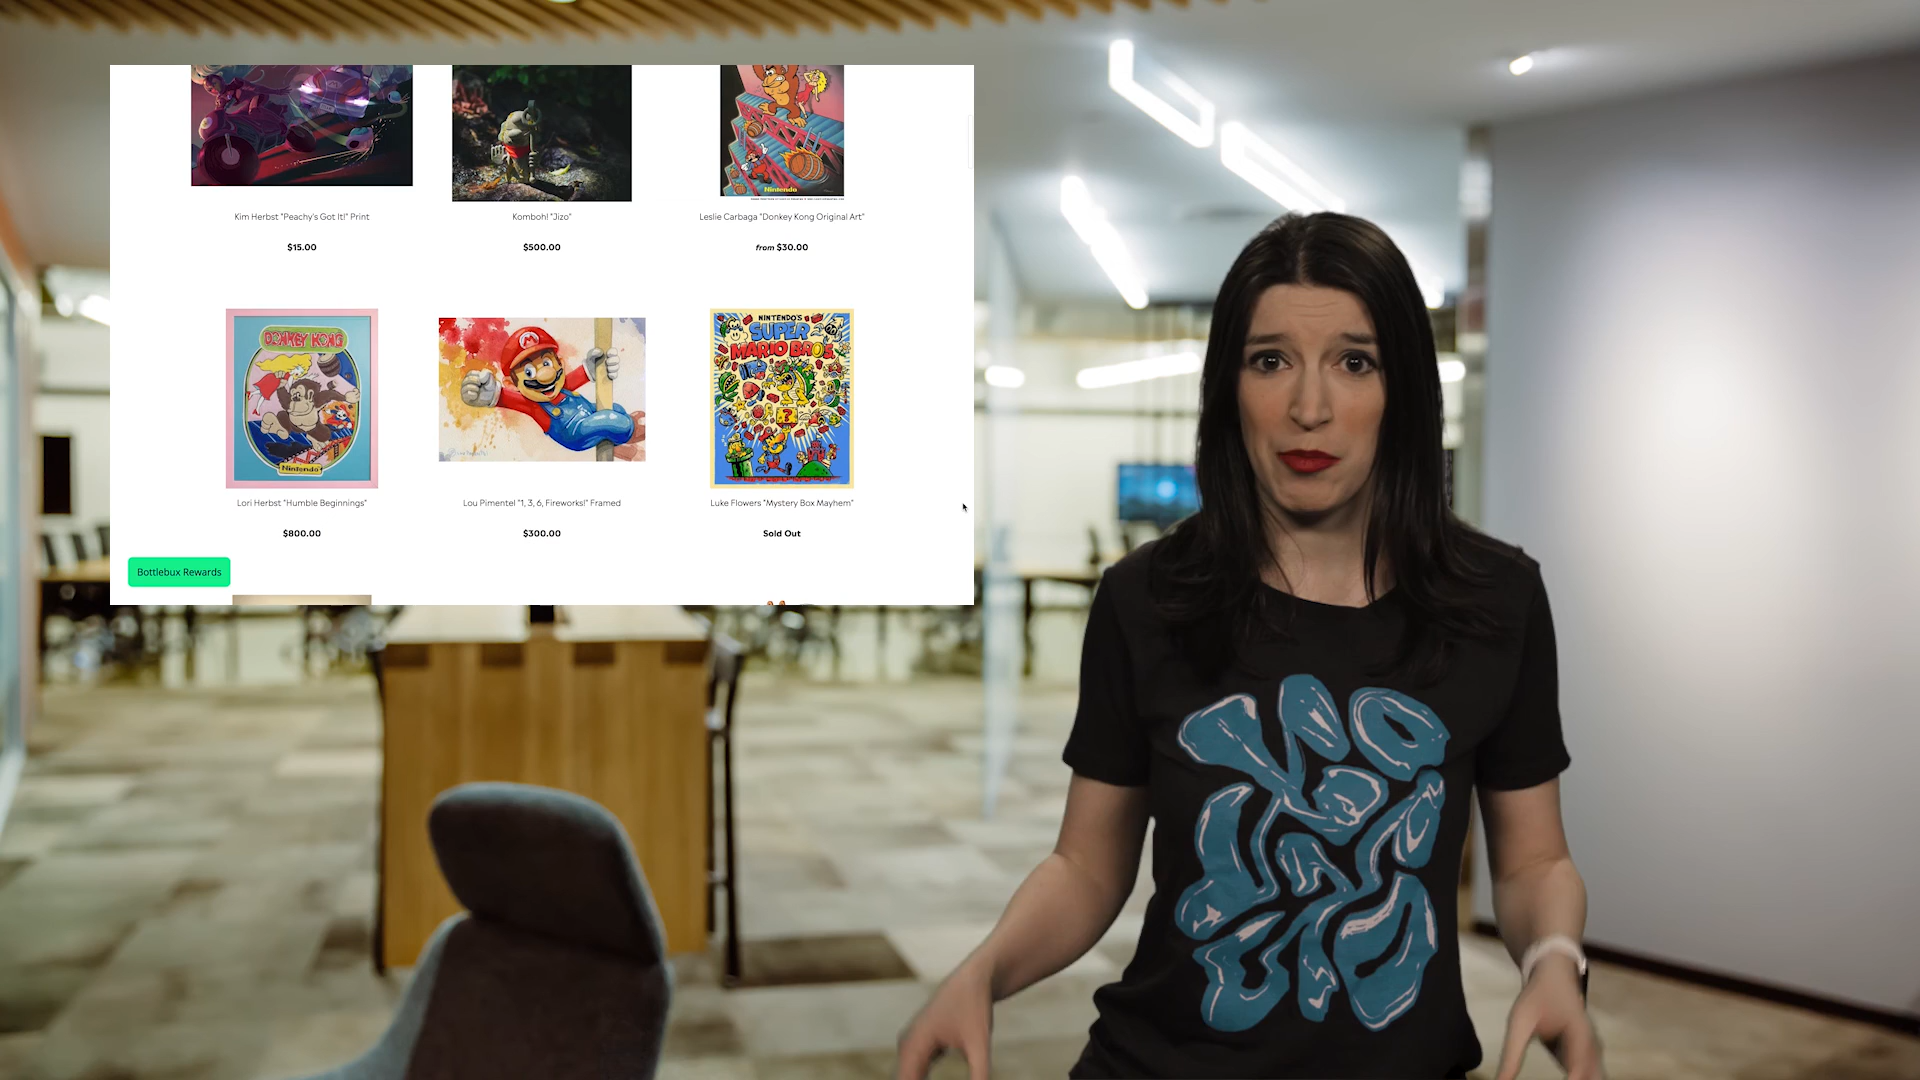 Nintendo
Kim Herbst "Peachy's Got It!" Print
$15.00
Komboh! "Jizo"
$500.00
Leslie Carbaga "Donkey Kong Original Art"
from $30.00
DONKEY KONG
Nintendo
NINTENDO'S
SUPER
MARIO BROS.
Lori Herbst "Humble Beginnings"
$800.00
Lou Pimentel "1, 3, 6, Fireworks!" Framed
$300.00
Luke Flowers "Mystery Box Mayhem"
Sold Out
Bottlebux Rewards